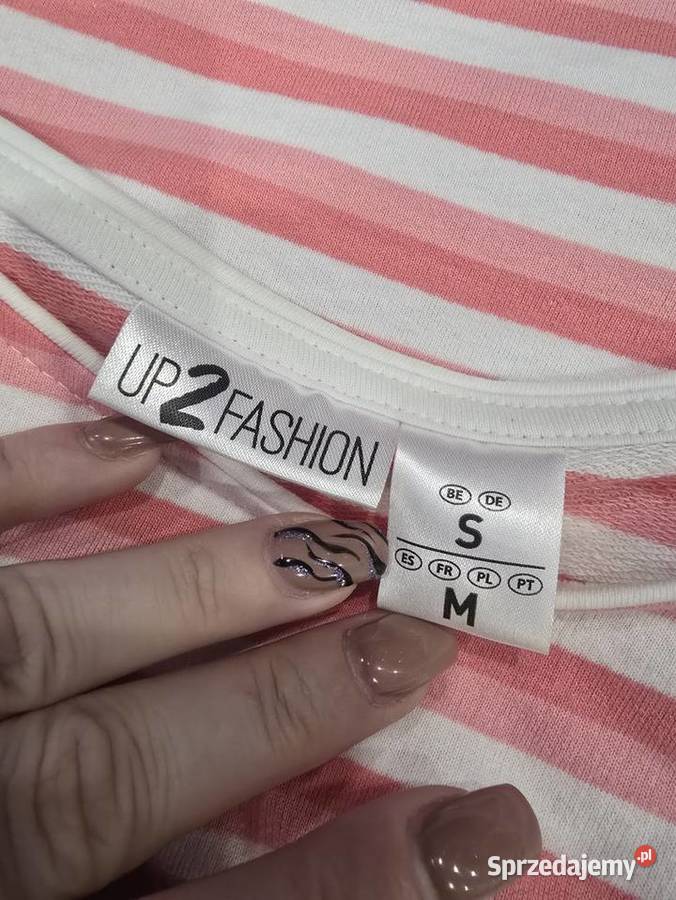 UP2FASHION
BE DE
S
ES FR PL PT
M
Sprzedajemy.pl